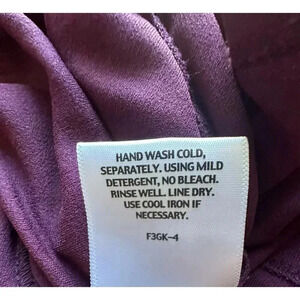 HAND WASH COLD,
SEPARATELY. USING MILD
DETERGENT, NO BLEACH.
RINSE WELL. LINE DRY.
USE COOL IRON IF
NECESSARY.
F3GK-4